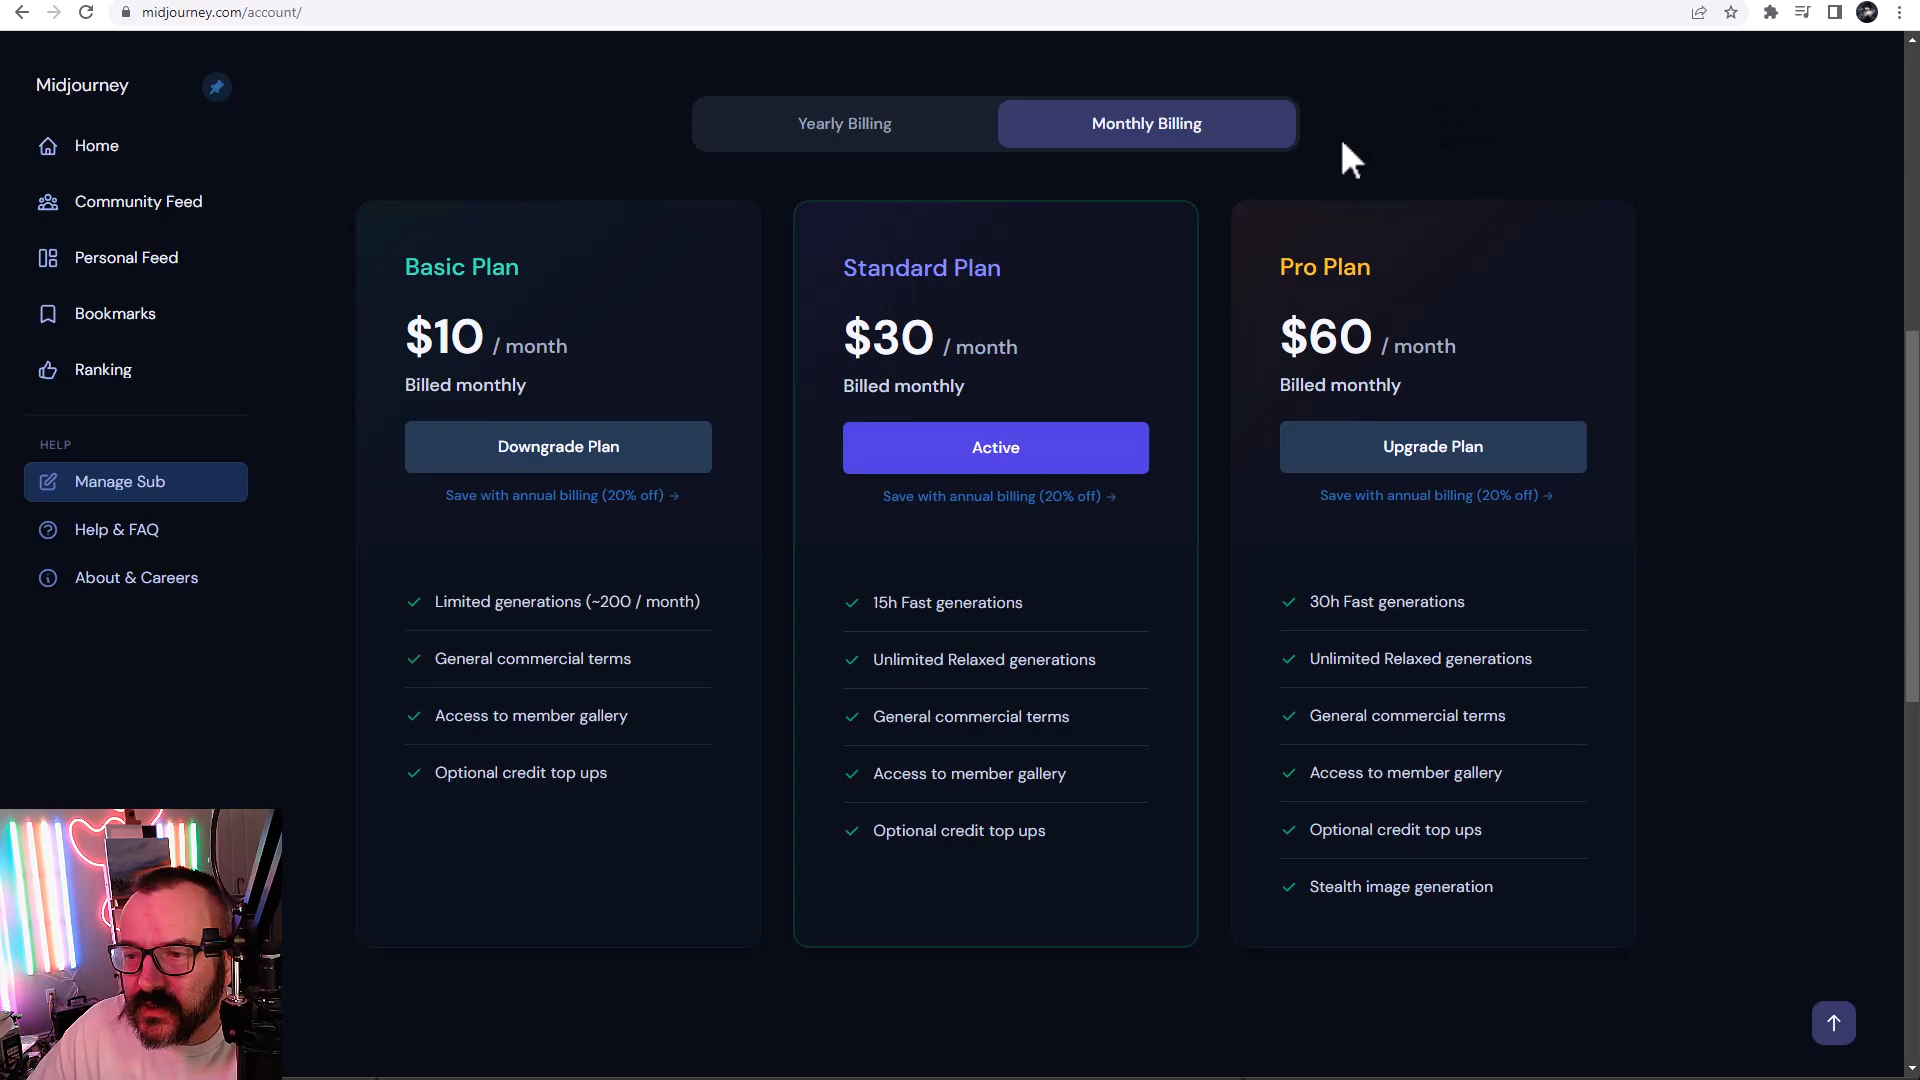 midjourney.com/account/
Midjourney
Home
Community Feed
Personal Feed
Bookmarks
Ranking
HELP
Manage Sub
Help & FAQ
About & Careers
Yearly Billing
Monthly Billing
Basic Plan
$10 / month
Billed monthly
Downgrade Plan
Save with annual billing (20% off) →
Limited generations (~200 / month)
General commercial terms
Access to member gallery
Optional credit top ups
Standard Plan
$30 / month
Billed monthly
Active
Save with annual billing (20% off) →
15h Fast generations
Unlimited Relaxed generations
General commercial terms
Access to member gallery
Optional credit top ups
Pro Plan
$60 / month
Billed monthly
Upgrade Plan
Save with annual billing (20% off) →
30h Fast generations
Unlimited Relaxed generations
General commercial terms
Access to member gallery
Optional credit top ups
Stealth image generation